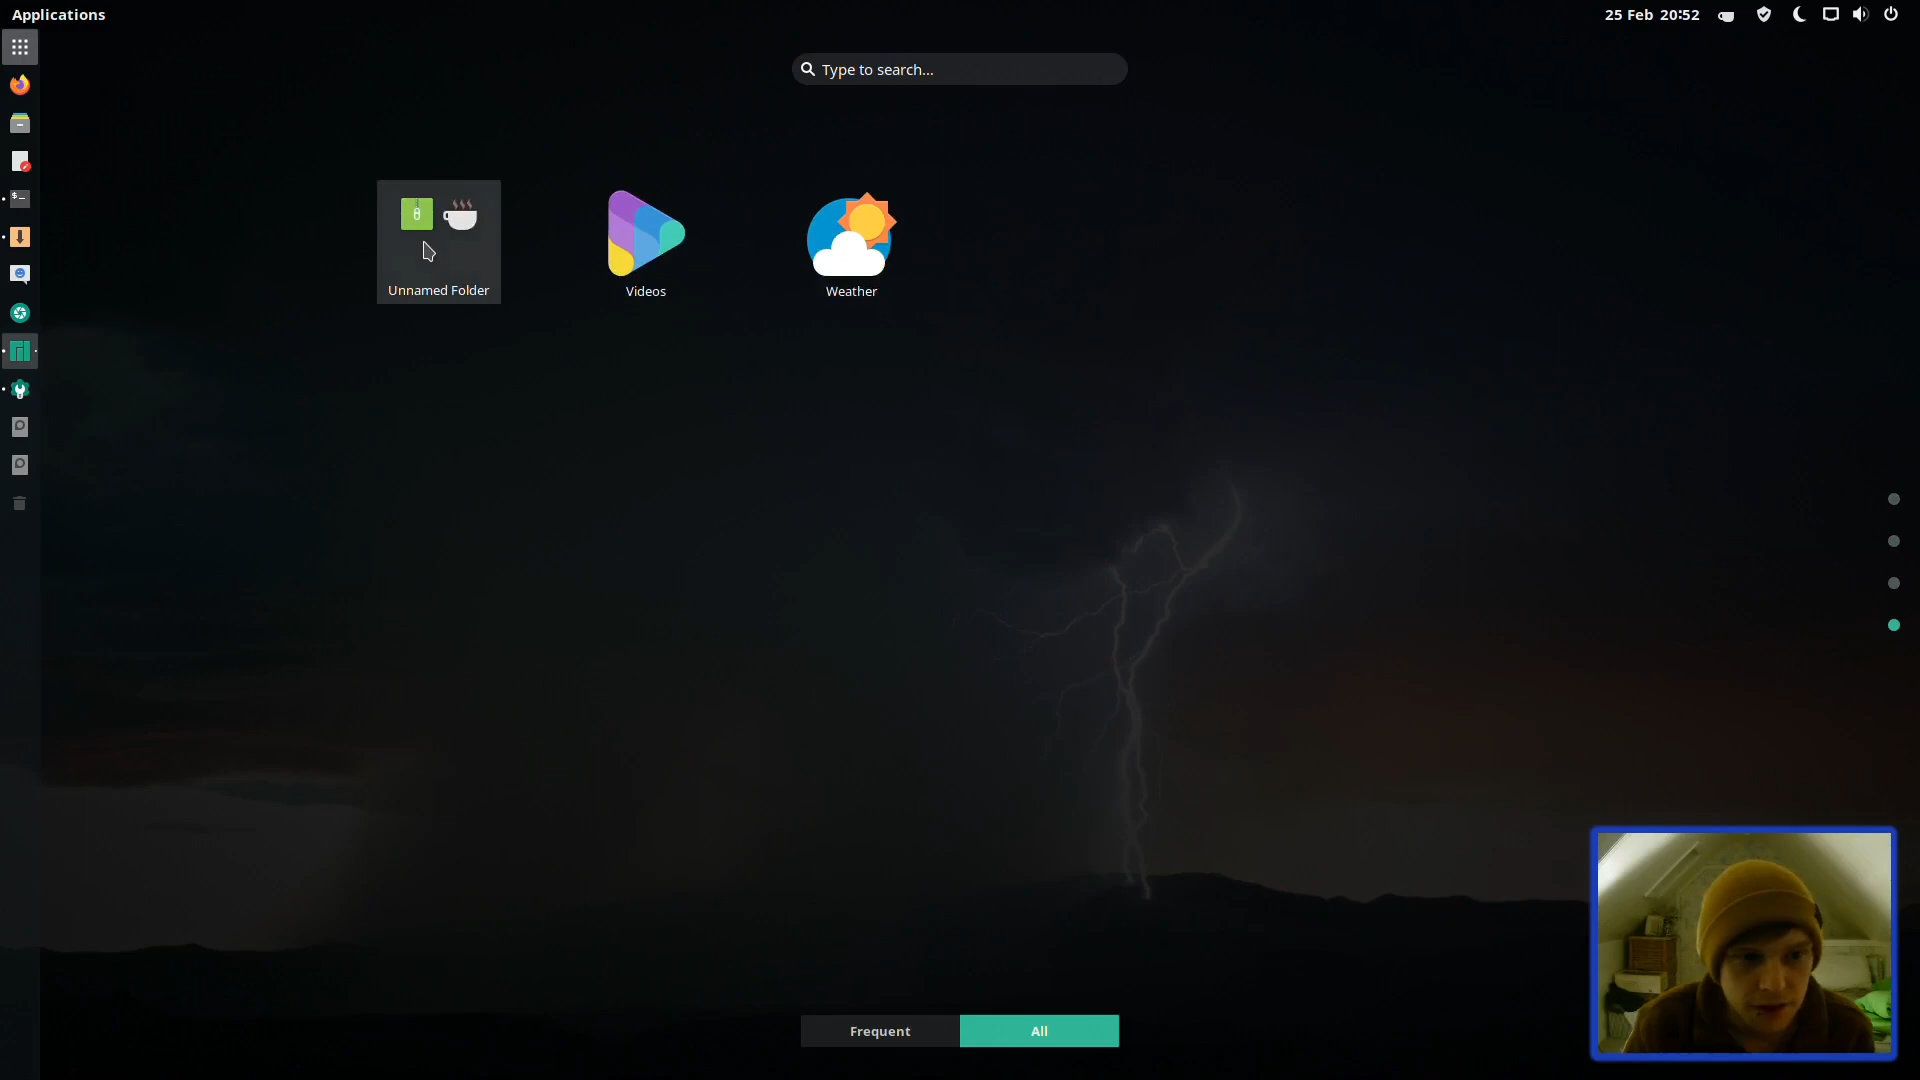 Applications
25 Feb 20:52
Type to search...
Unnamed Folder
Videos
Weather
Frequent
All